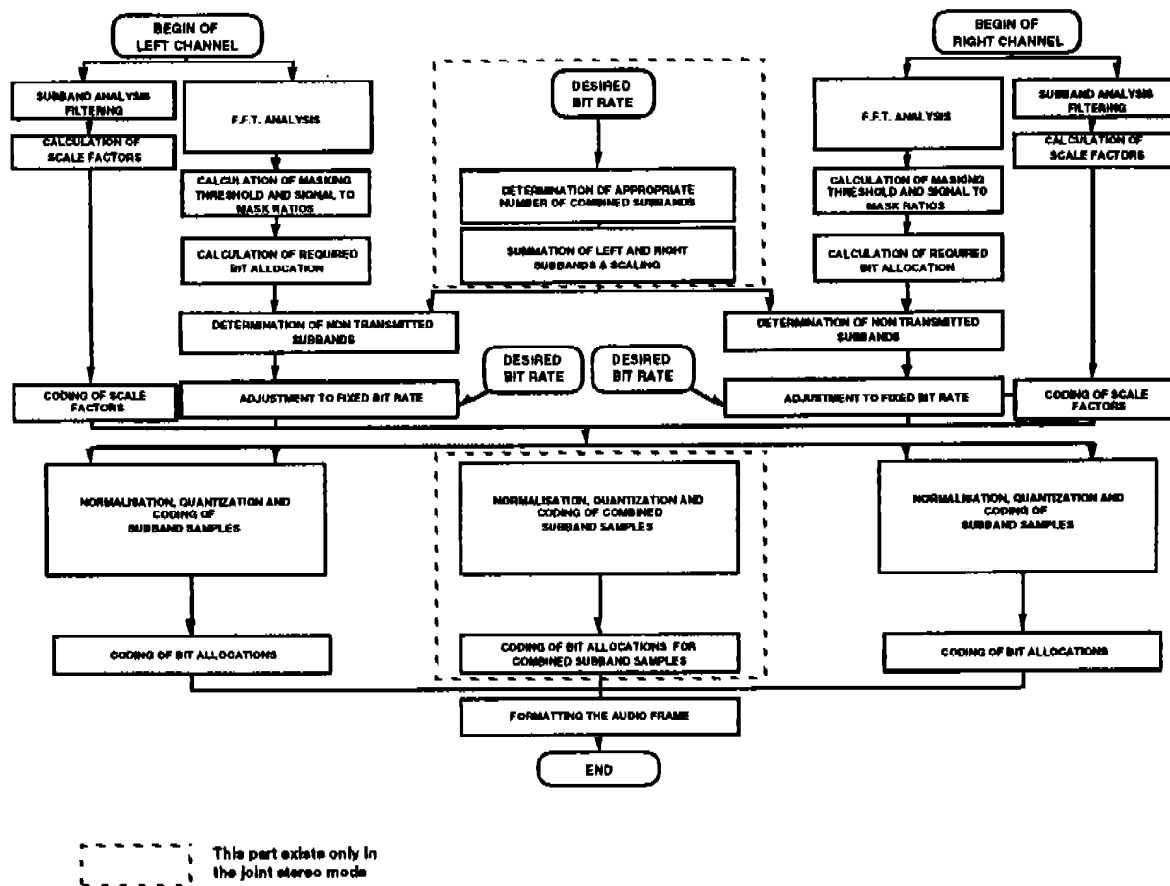 BEGIN OF
LEFT CHANNEL
BEGIN OF
RIGHT CHANNEL
SUBBAND ANALYSIS
FILTERING
F.F.T. ANALYSIS
DESIRED
BIT RATE
F.F.T. ANALYSIS
SUBBAND ANALYSIS
FILTERING
CALCULATION OF
SCALE FACTORS
CALCULATION OF
SCALE FACTORS
CALCULATION OF MASKING
THRESHOLD AND SIGNAL TO
MASK RATIOS
DETERMINATION OF APPROPRIATE
NUMBER OF COMBINED SUBBANDS
CALCULATION OF MASKING
THRESHOLD AND SIGNAL TO
MASK RATIOS
CALCULATION OF REQUIRED
BIT ALLOCATION
SUMMATION OF LEFT AND RIGHT
SUBBANDS & SCALING
CALCULATION OF REQUIRED
BIT ALLOCATION
DETERMINATION OF NON TRANSMITTED
SUBBANDS
DETERMINATION OF NON TRANSMITTED
SUBBANDS
DESIRED
BIT RATE
DESIRED
BIT RATE
CODING OF SCALE
FACTORS
ADJUSTMENT TO FIXED BIT RATE
ADJUSTMENT TO FIXED BIT RATE
CODING OF SCALE
FACTORS
NORMALISATION, QUANTIZATION AND
CODING OF
SUBBAND SAMPLES
NORMALISATION, QUANTIZATION AND
CODING OF COMBINED
SUBBAND SAMPLES
NORMALISATION, QUANTIZATION AND
CODING OF
SUBBAND SAMPLES
CODING OF BIT ALLOCATIONS
CODING OF BIT ALLOCATIONS FOR
COMBINED SUBBAND SAMPLES
CODING OF BIT ALLOCATIONS
FORMATTING THE AUDIO FRAME
END
This part exists only in
the joint stereo mode